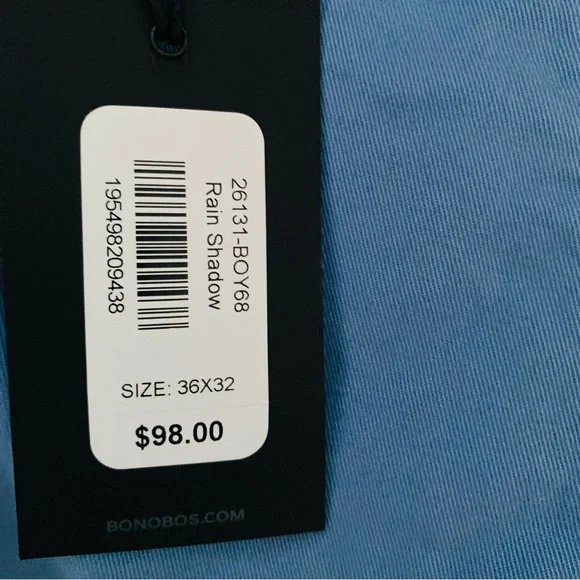 26131-BOY68
Rain Shadow
195498209438
SIZE: 36X32
$98.00
BONOBOS.COM